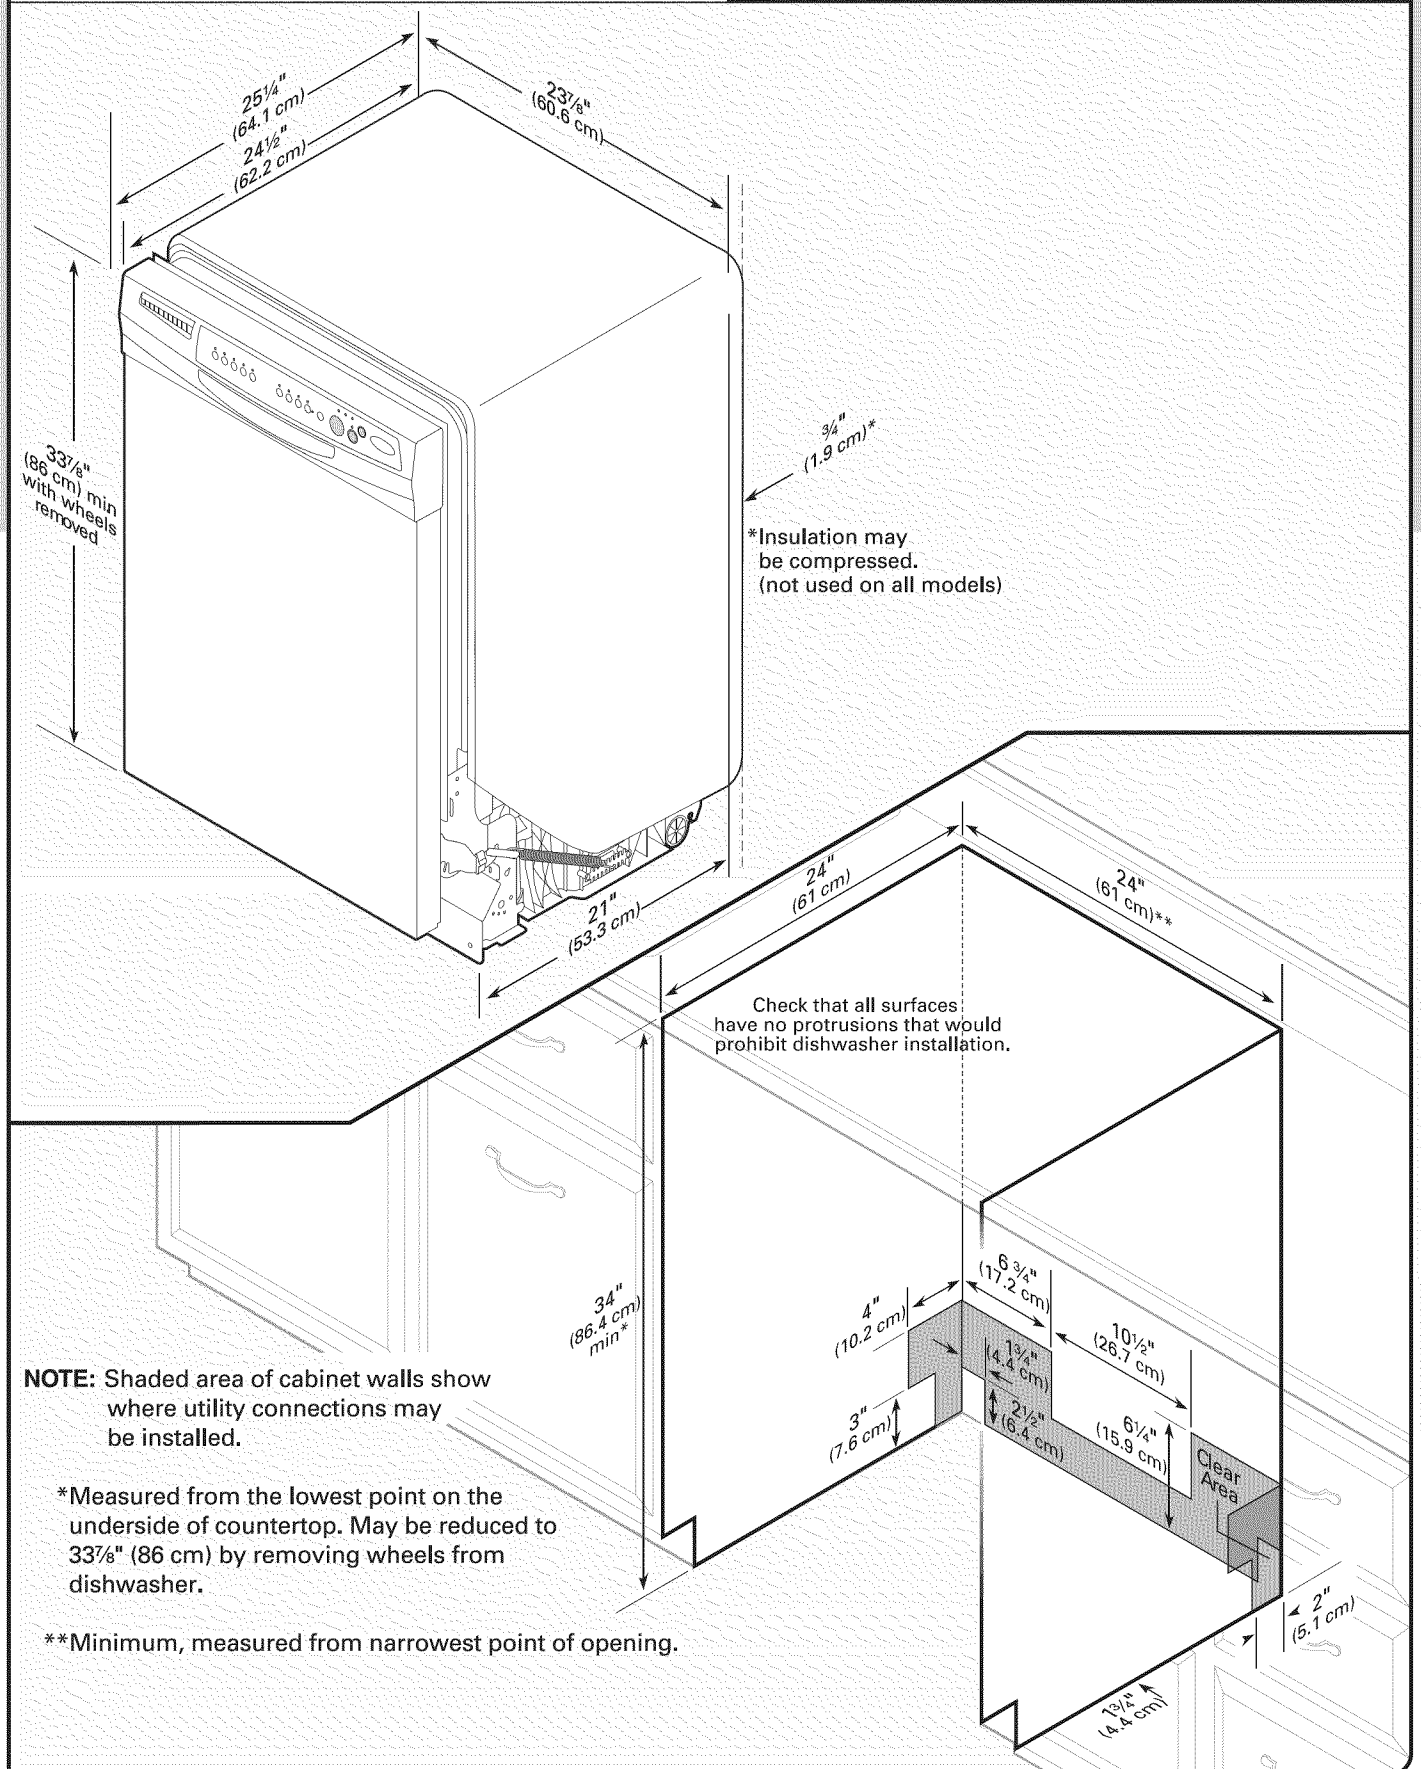 25¼"
(64.1 cm)
24½"
(62.2 cm)
23⅞"
(60.6 cm)
33⅞"
(86 cm) min
with wheels
removed
¾"
(1.9 cm)*
*Insulation may
be compressed.
(not used on all models)
21"
(53.3 cm)
24"
(61 cm)
24"
(61 cm)**
Check that all surfaces
have no protrusions that would
prohibit dishwasher installation.
34"
(86.4 cm)
min*
4"
(10.2 cm)
6 ¾"
(17.2 cm)
10½"
(26.7 cm)
1¾"
(4.4 cm)
3"
(7.6 cm)
2½"
(6.4 cm)
6¼"
(15.9 cm)
Clear
Area
2"
(5.1 cm)
1¾"
(4.4 cm)
NOTE: Shaded area of cabinet walls show
where utility connections may
be installed.
*Measured from the lowest point on the
underside of countertop. May be reduced to
33⅞" (86 cm) by removing wheels from
dishwasher.
**Minimum, measured from narrowest point of opening.